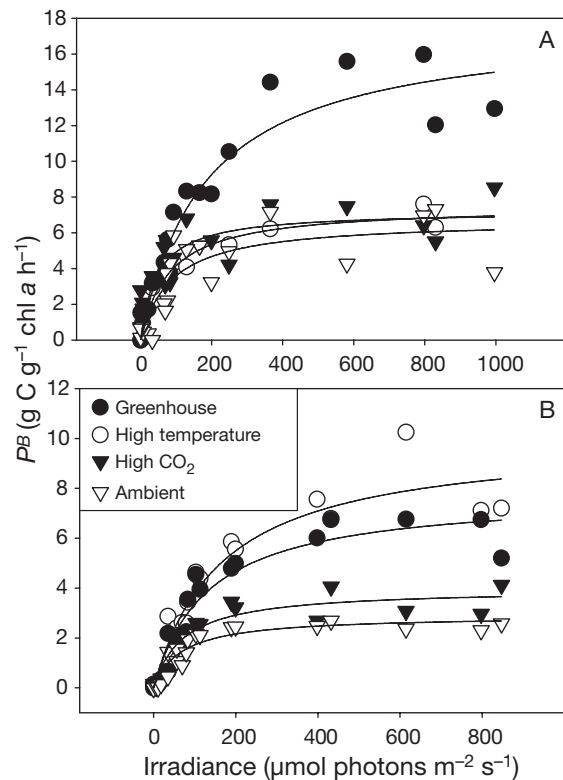 18
A
16
14
12
10
8
6
4
2
0
0 200 400 600 800 1000
P^B (g C g⁻¹ chl a h⁻¹)
12
B
Greenhouse
High temperature
High CO₂
Ambient
10
8
6
4
2
0
0 200 400 600 800
Irradiance (µmol photons m⁻² s⁻¹)